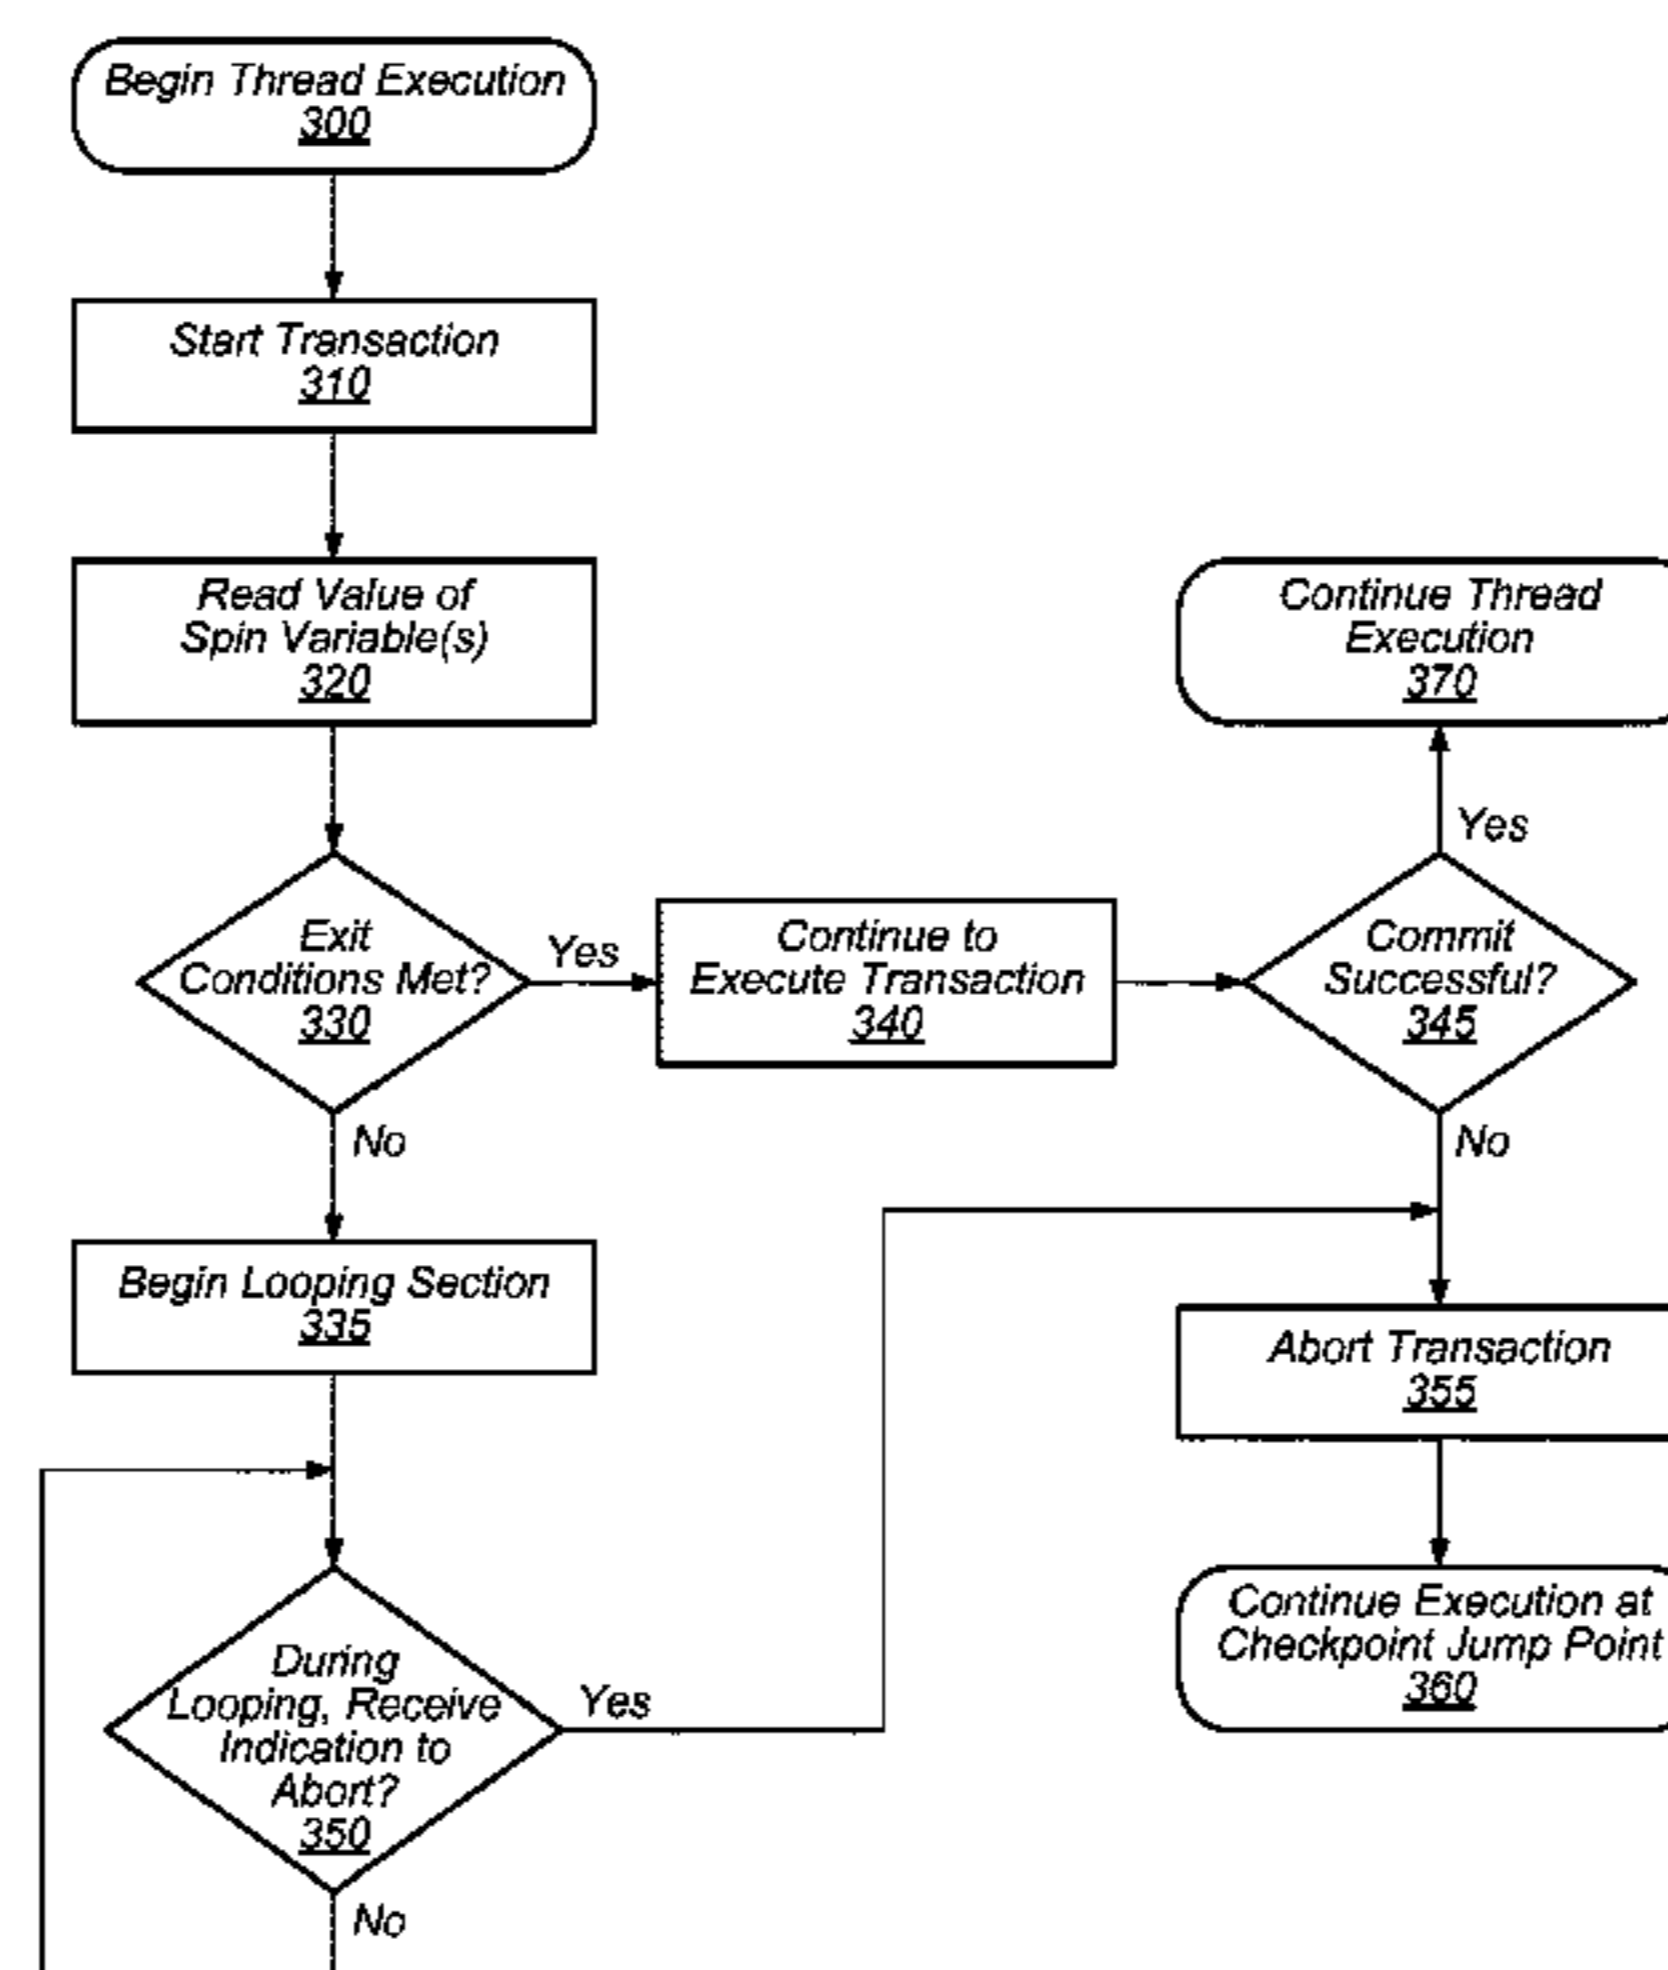 Begin Thread Execution
300
Start Transaction
310
Read Value of
Spin Variable(s)
320
Continue Thread
Execution
370
Yes
Exit
Conditions Met?
330
Yes
Continue to
Execute Transaction
340
Commit
Successful?
345
No
No
Begin Looping Section
335
Abort Transaction
355
During
Looping, Receive
Indication to
Abort?
350
Yes
Continue Execution at
Checkpoint Jump Point
360
No